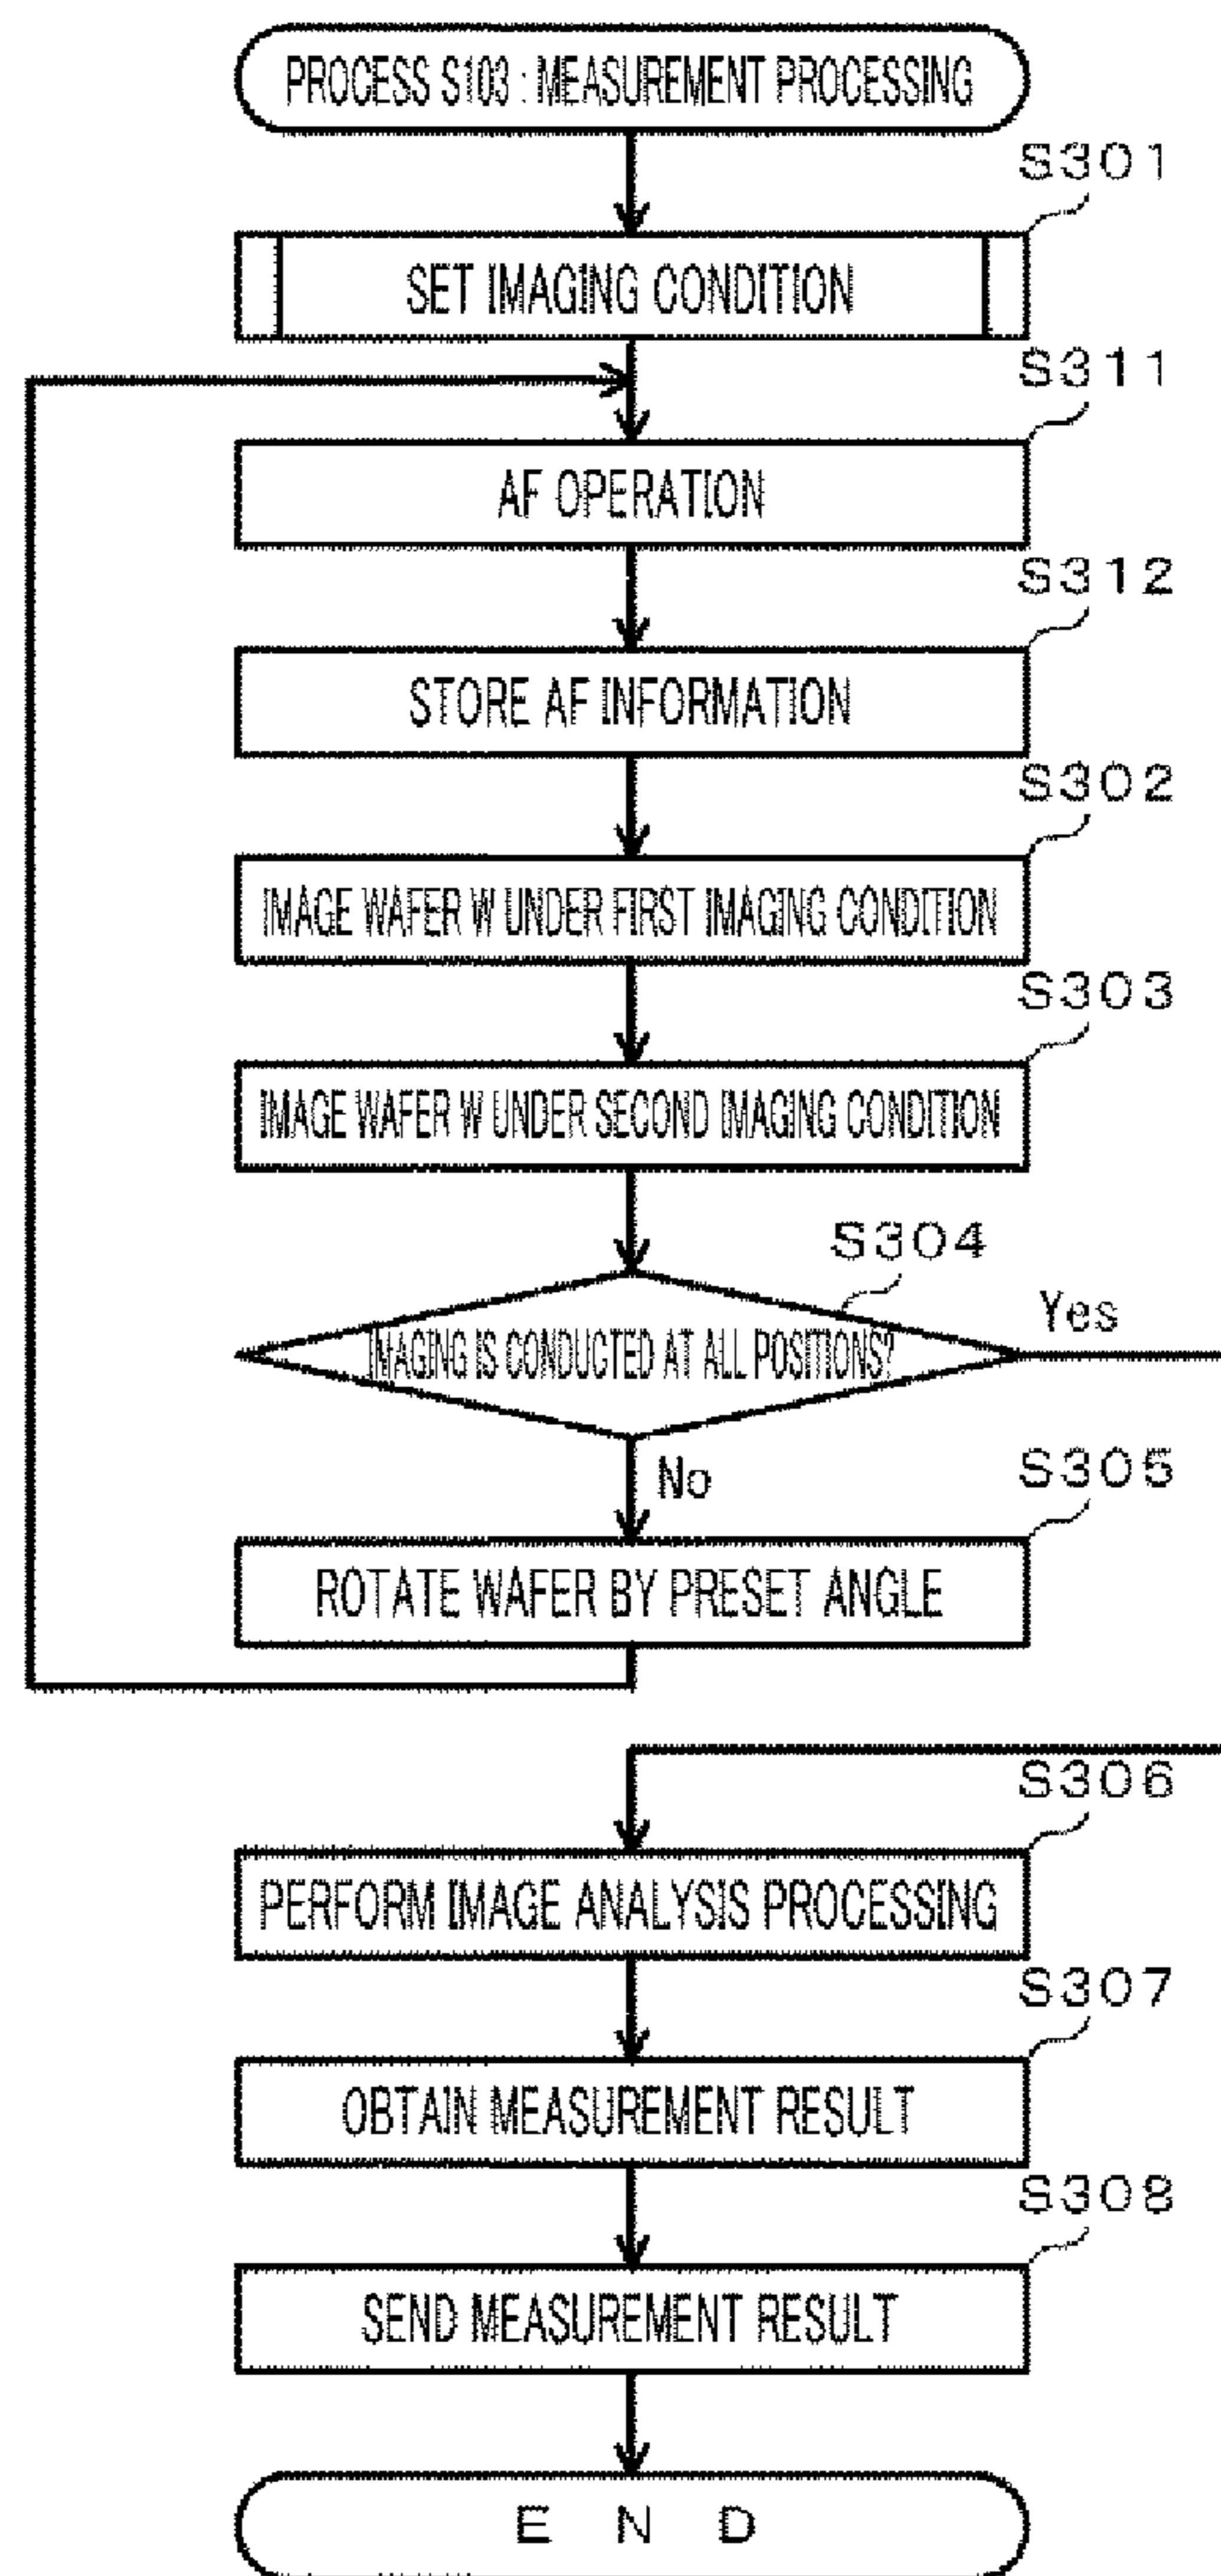 PROCESS S103 : MEASUREMENT PROCESSING
S301
SET IMAGING CONDITION
S311
AF OPERATION
S312
STORE AF INFORMATION
S302
IMAGE WAFER W UNDER FIRST IMAGING CONDITION
S303
IMAGE WAFER W UNDER SECOND IMAGING CONDITION
S304
IMAGING IS CONDUCTED AT ALL POSITIONS?
Yes
No
S305
ROTATE WAFER BY PRESET ANGLE
S306
PERFORM IMAGE ANALYSIS PROCESSING
S307
OBTAIN MEASUREMENT RESULT
S308
SEND MEASUREMENT RESULT
END